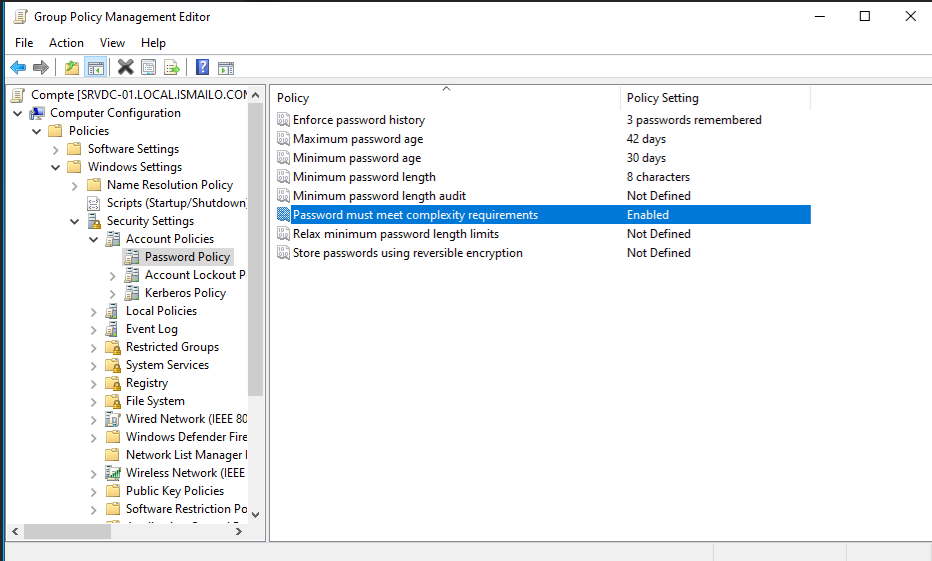 Group Policy Management Editor
File Action View Help
Compte [SRVDC-01.LOCAL.ISMAILO.COM
Computer Configuration
Policies
Software Settings
Windows Settings
Name Resolution Policy
Scripts (Startup/Shutdown)
Security Settings
Account Policies
Password Policy
Account Lockout P
Kerberos Policy
Local Policies
Event Log
Restricted Groups
System Services
Registry
File System
Wired Network (IEEE 80
Windows Defender Fire
Network List Manager
Wireless Network (IEEE
Public Key Policies
Software Restriction Po
Policy Policy Setting
Enforce password history 3 passwords remembered
Maximum password age 42 days
Minimum password age 30 days
Minimum password length 8 characters
Minimum password length audit Not Defined
Password must meet complexity requirements Enabled
Relax minimum password length limits Not Defined
Store passwords using reversible encryption Not Defined